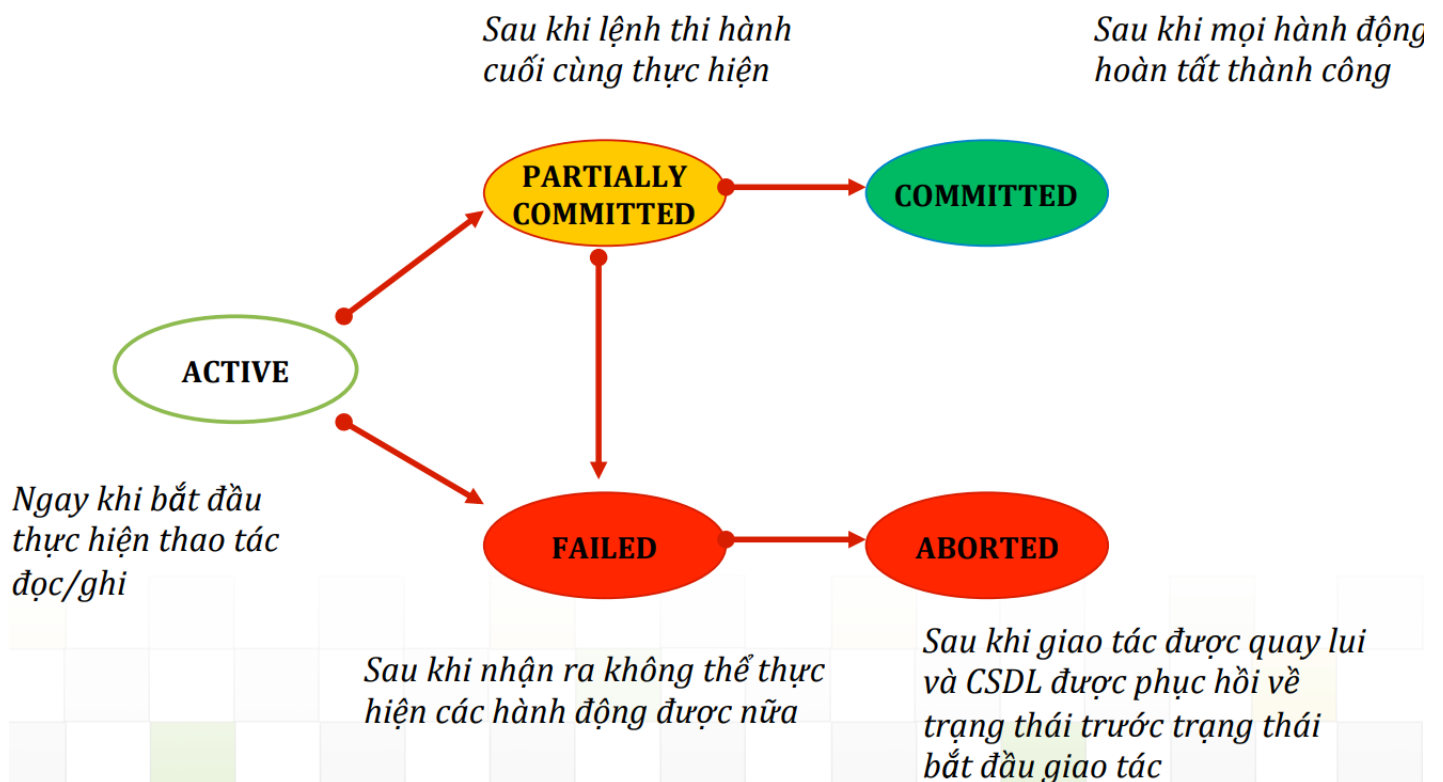 Sau khi lệnh thi hành
cuối cùng thực hiện
Sau khi mọi hành động
hoàn tất thành công
PARTIALLY
COMMITTED
COMMITTED
ACTIVE
Ngay khi bắt đầu
thực hiện thao tác
đọc/ghi
FAILED
ABORTED
Sau khi nhận ra không thể thực
hiện các hành động được nữa
Sau khi giao tác được quay lui
và CSDL được phục hồi về
trạng thái trước trạng thái
bắt đầu giao tác